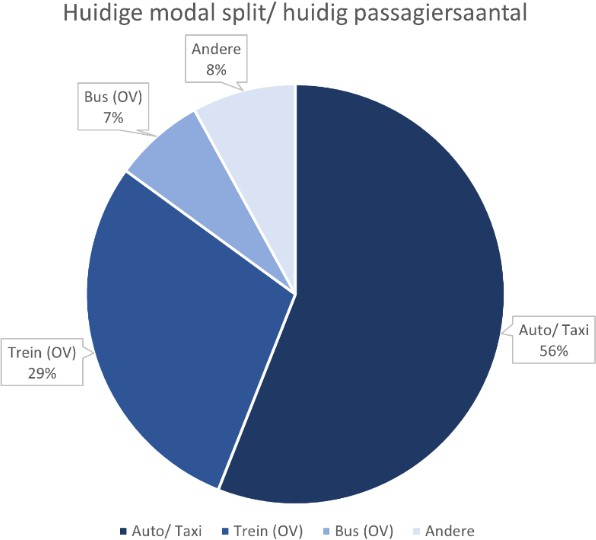 Huidige modal split/ huidig passagiersaantal
Andere
8%
Bus (OV)
7%
Trein (OV)
29%
Auto/ Taxi
56%
Auto/ Taxi Trein (OV) Bus (OV) Andere